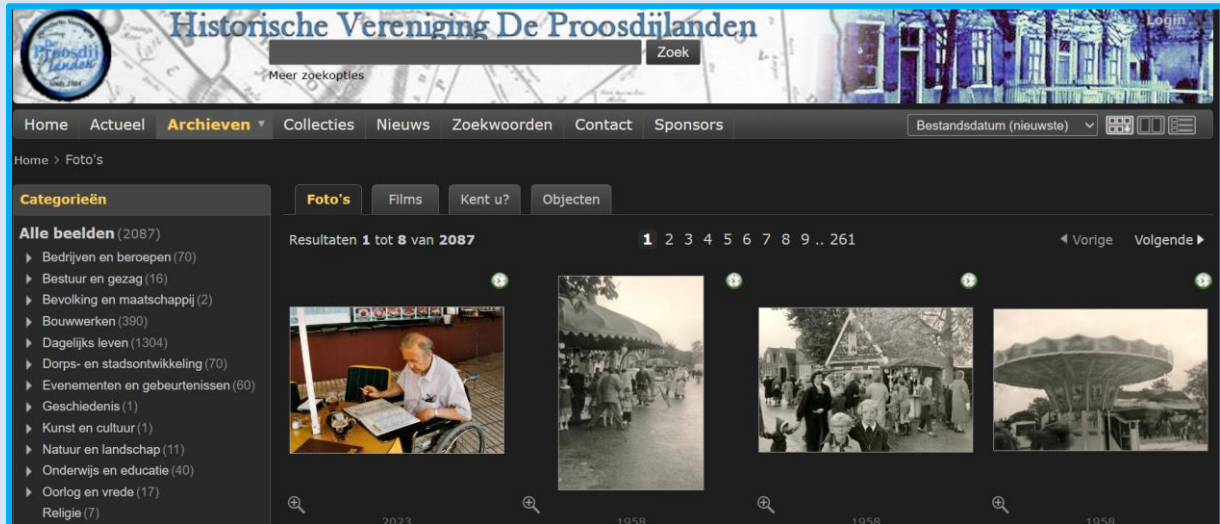 Historische Vereniging De Proosdijlanden
Login
Proosdij
landen
sinds 1984
Zoek
Meer zoekopties
Home Actueel Archieven Collecties Nieuws Zoekwoorden Contact Sponsors
Bestandsdatum (nieuwste)
Home > Foto's
Categorieën
Foto's Films Kent u? Objecten
Alle beelden (2087)
Resultaten 1 tot 8 van 2087
1 2 3 4 5 6 7 8 9 .. 261
Vorige Volgende
Bedrijven en beroepen (70)
Bestuur en gezag (16)
Bevolking en maatschappij (2)
Bouwwerken (390)
Dagelijks leven (1304)
Dorps- en stadsontwikkeling (70)
Evenementen en gebeurtenissen (60)
Geschiedenis (1)
Kunst en cultuur (1)
Natuur en landschap (11)
Onderwijs en educatie (40)
Oorlog en vrede (17)
Religie (7)
2023 1958 1958 1958